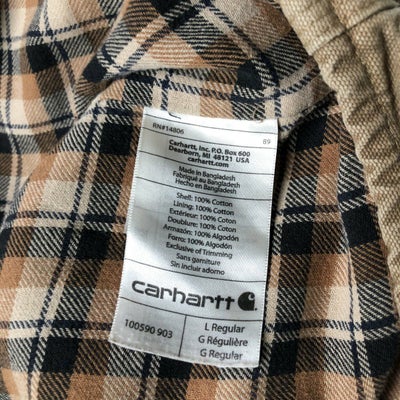 RN#14806 89
Carhartt, Inc. P.O. Box 600
Dearborn, MI 48121 USA
carhartt.com
Made in Bangladesh
Fabriqué au Bangladesh
Hecho en Bangladesh
Shell: 100% Cotton
Lining: 100% Cotton
Extérieur: 100% Cotton
Doublure: 100% Cotton
Armazón: 100% Algodón
Forro: 100% Algodón
Exclusive of Trimming
Sans garniture
Sin incluir adorno
carhartt
100590 903
L Regular
G Régulière
G Regular